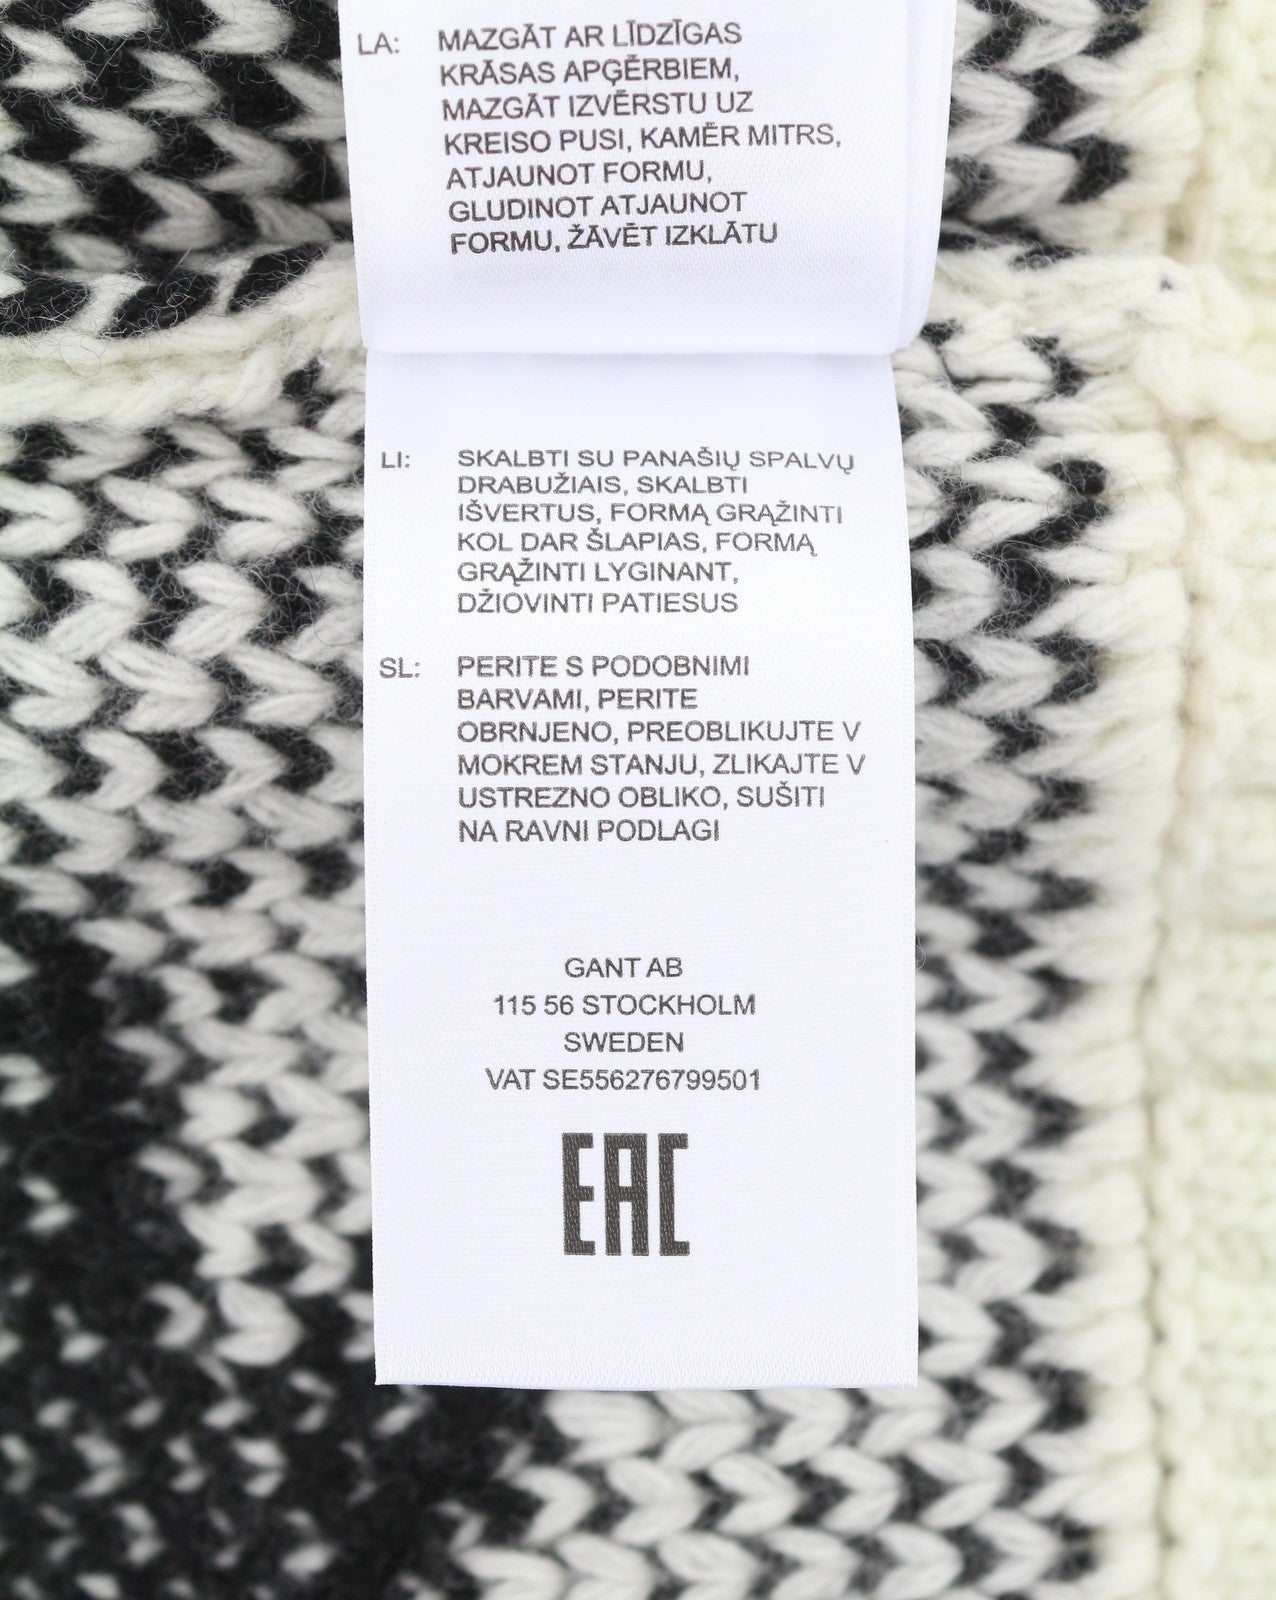 LA: MAZGĀT AR LĪDZĪGAS
KRĀSAS APĢĒRBIEM,
MAZGĀT IZVĒRSTU UZ
KREISO PUSI, KAMĒR MITRS,
ATJAUNOT FORMU,
GLUDINOT ATJAUNOT
FORMU, ŽĀVĒT IZKLĀTU
LI: SKALBTI SU PANAŠIŲ SPALVŲ
DRABUŽIAIS, SKALBTI
IŠVERTUS, FORMĄ GRĄŽINTI
KOL DAR ŠLAPIAS, FORMĄ
GRĄŽINTI LYGINANT,
DŽIOVINTI PATIESUS
SL: PERITE S PODOBNIMI
BARVAMI, PERITE
OBRNJENO, PREOBLIKUJTE V
MOKREM STANJU, ZLIKAJTE V
USTREZNO OBLIKO, SUŠITI
NA RAVNI PODLAGI
GANT AB
115 56 STOCKHOLM
SWEDEN
VAT SE556276799501
EAC